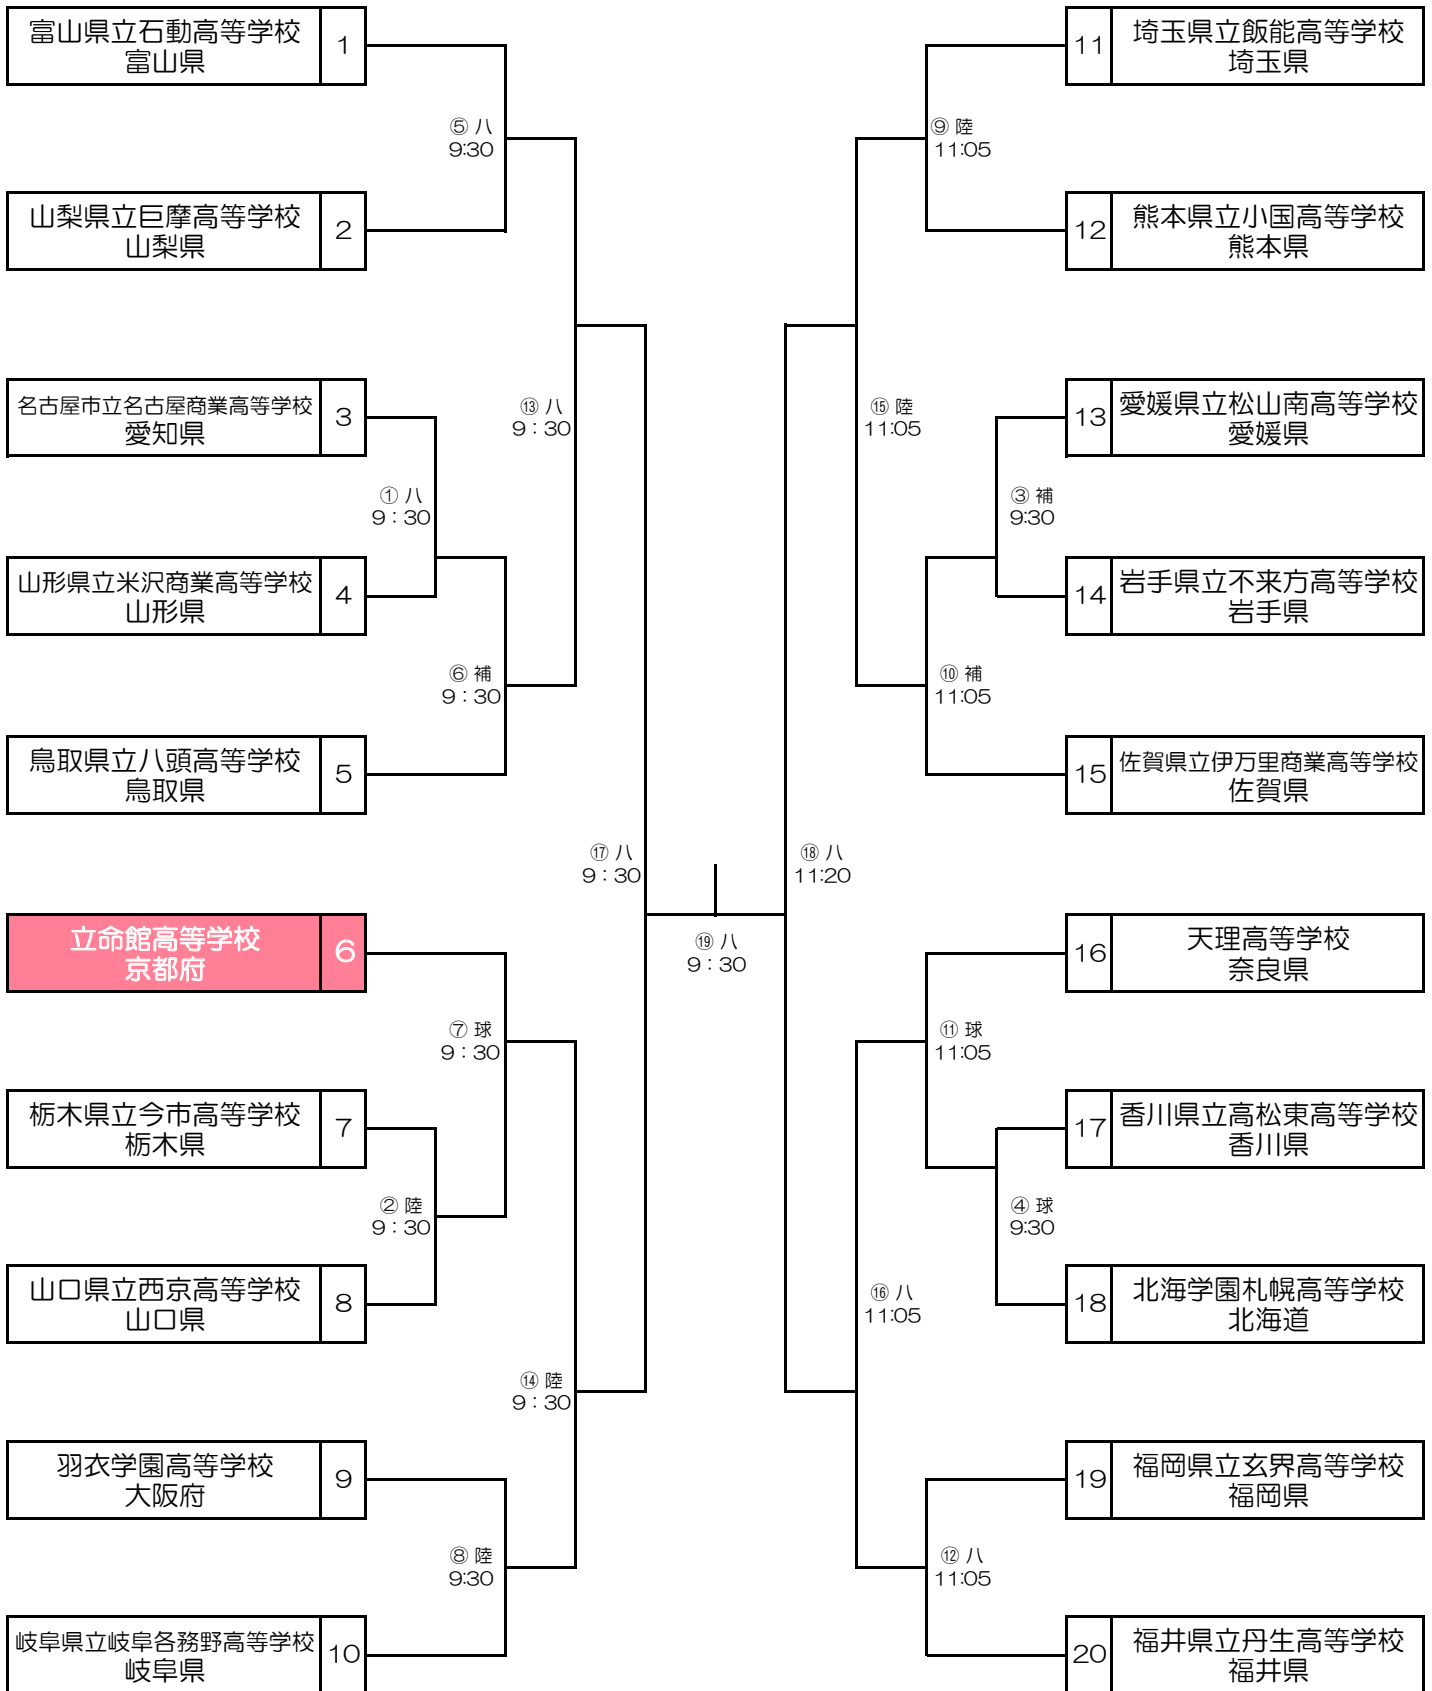 富山県立石動高等学校
富山県
1
山梨県立巨摩高等学校
山梨県
2
名古屋市立名古屋商業高等学校
愛知県
3
山形県立米沢商業高等学校
山形県
4
鳥取県立八頭高等学校
鳥取県
5
立命館高等学校
京都府
6
栃木県立今市高等学校
栃木県
7
山口県立西京高等学校
山口県
8
羽衣学園高等学校
大阪府
9
岐阜県立岐阜各務野高等学校
岐阜県
10
⑤ 八
9:30
① 八
9：30
⑥ 補
9：30
⑬ 八
9：30
⑦ 球
9：30
② 陸
9：30
⑭ 陸
9：30
⑧ 陸
9:30
⑰ 八
9：30
⑲ 八
9：30
⑱ 八
11:20
⑨ 陸
11:05
⑮ 陸
11:05
③ 補
9:30
⑩ 補
11:05
⑪ 球
11:05
④ 球
9:30
⑯ 八
11:05
⑫ 八
11:05
11
埼玉県立飯能高等学校
埼玉県
12
熊本県立小国高等学校
熊本県
13
愛媛県立松山南高等学校
愛媛県
14
岩手県立不来方高等学校
岩手県
15
佐賀県立伊万里商業高等学校
佐賀県
16
天理高等学校
奈良県
17
香川県立高松東高等学校
香川県
18
北海学園札幌高等学校
北海道
19
福岡県立玄界高等学校
福岡県
20
福井県立丹生高等学校
福井県